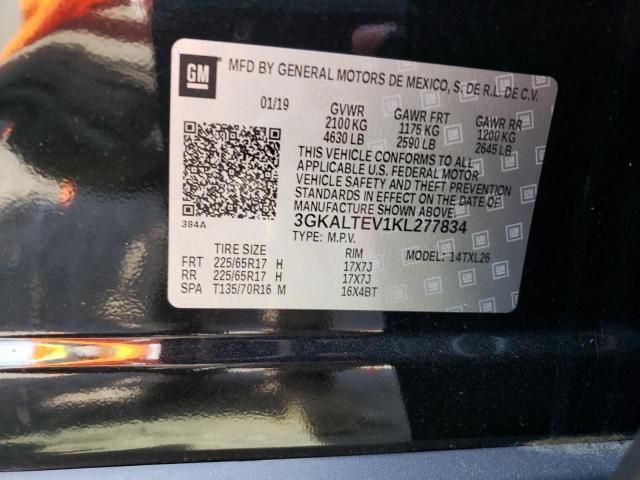 GM
MFD BY GENERAL MOTORS DE MEXICO, S. DE R.L. DE C.V.
01/19 GVWR GAWR FRT GAWR RR
2100 KG 1175 KG 1200 KG
4630 LB 2590 LB 2645 LB
THIS VEHICLE CONFORMS TO ALL
APPLICABLE U.S. FEDERAL MOTOR
VEHICLE SAFETY AND THEFT PREVENTION
STANDARDS IN EFFECT ON THE DATE OF
MANUFACTURE SHOWN ABOVE.
384A
3GKALTEV1KL277834
TYPE: M.P.V. MODEL: 14TXL26
TIRE SIZE RIM
FRT 225/65R17 H 17X7J
RR 225/65R17 H 17X7J
SPA T135/70R16 M 16X4BT